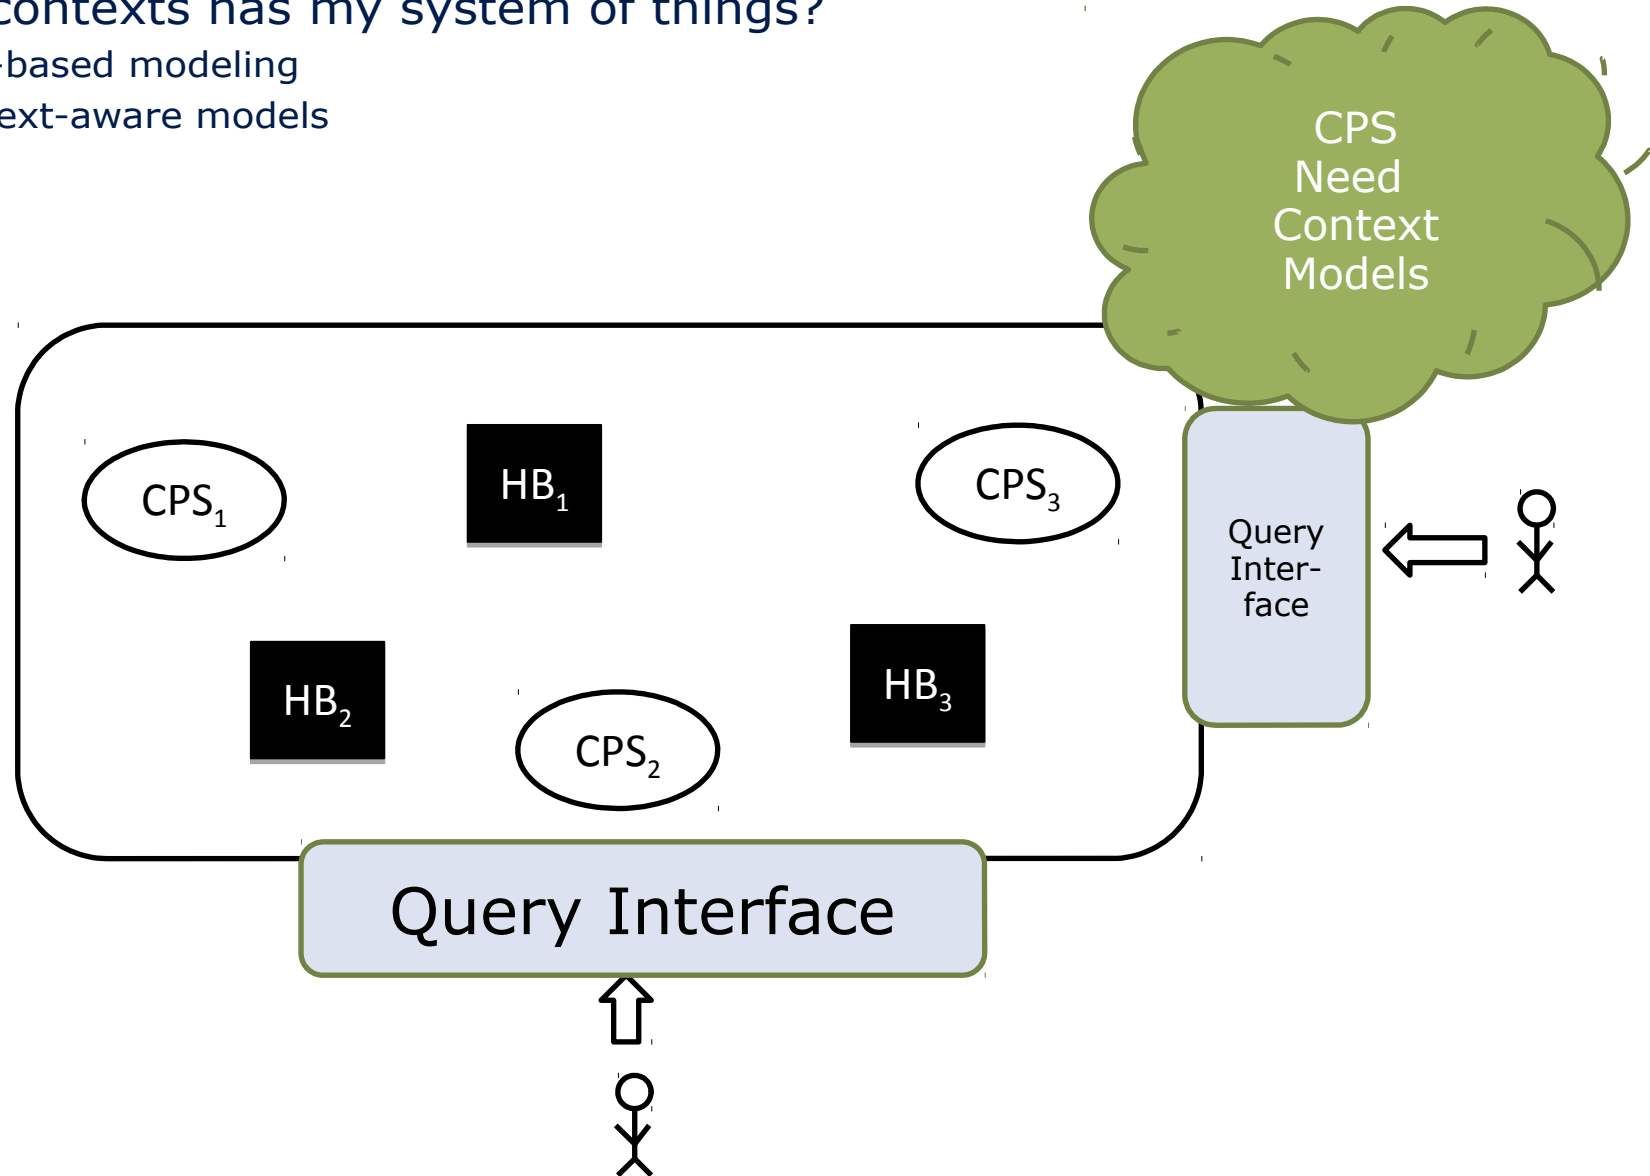 contexts has my system of things?
-based modeling
ext-aware models
CPS
Need
Context
Models
CPS₁
HB₁
CPS₃
Query
Inter-
face
HB₂
CPS₂
HB₃
Query Interface